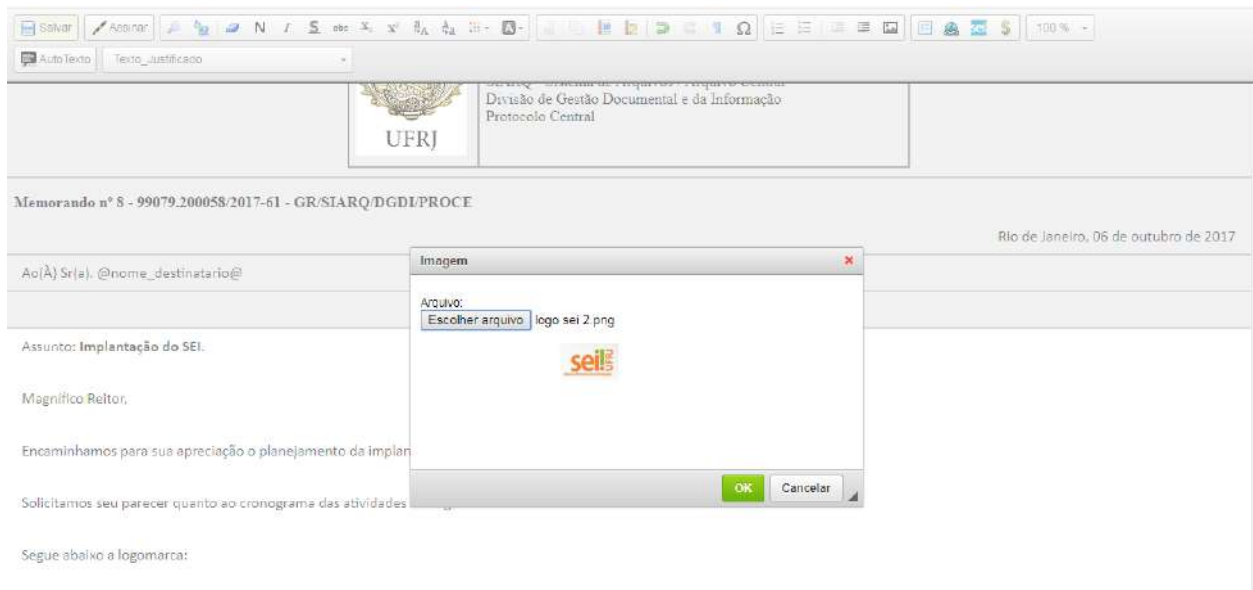 Salvar Assinar N I S abc 100 %
AutoTexto Texto_Justificado
Divisão de Gestão Documental e da Informação
Protocolo Central
UFRJ
Memorando nº 8 - 99079.200058/2017-61 - GR/SIARQ/DGDI/PROCE
Rio de Janeiro, 06 de outubro de 2017
Imagem
Ao(À) Sr(a). @nome_destinatario@
Arquivo:
Escolher arquivo logo sei 2.png
Assunto: Implantação do SEI.
sei! UFRJ
Magnífico Reitor,
Encaminhamos para sua apreciação o planejamento da implan
OK Cancelar
Solicitamos seu parecer quanto ao cronograma das atividades
Segue abaixo a logomarca: